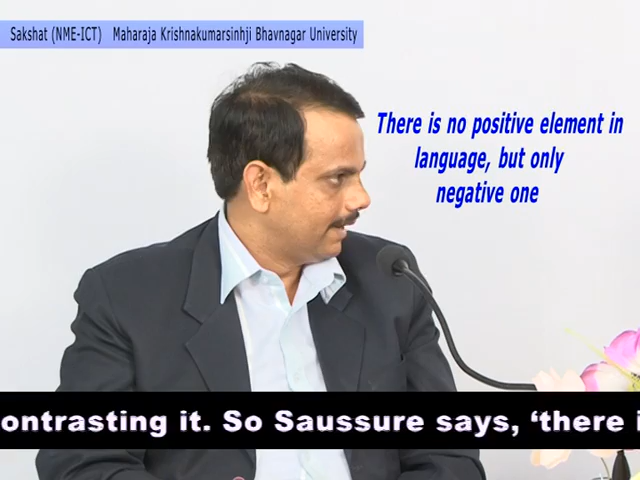 Sakshat (NME-ICT) Maharaja Krishnakumarsinhji Bhavnagar University
There is no positive element in
language, but only
negative one
ontrasting it. So Saussure says, ‘there i